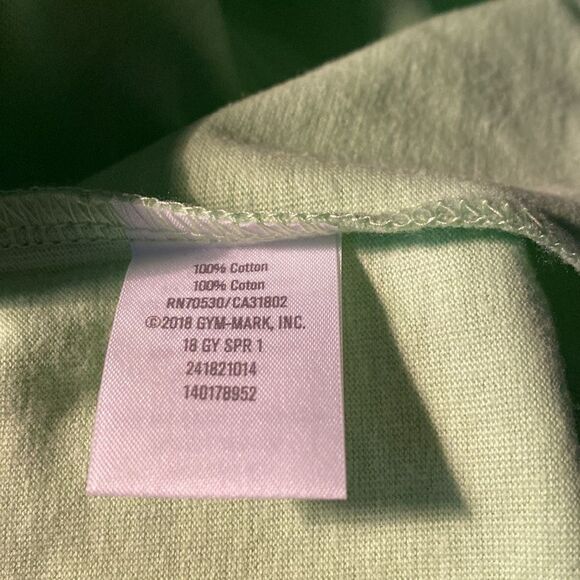 100% Cotton
100% Coton
RN70530/CA31802
©2018 GYM-MARK, INC.
18 GY SPR 1
241821014
140178952